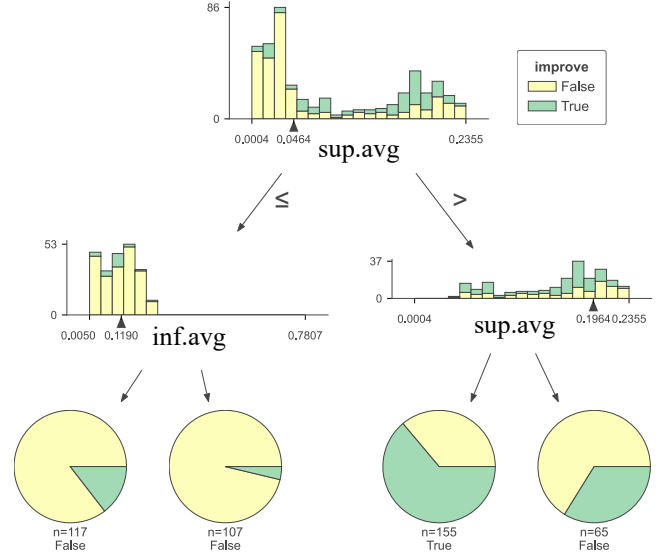 86
0
0.0004
0.0464
0.2355
sup.avg
improve
False
True
≤
>
53
0
0.0050
0.1190
0.7807
inf.avg
37
0
0.0004
0.1964
0.2355
sup.avg
n=117
False
n=107
False
n=155
True
n=65
False